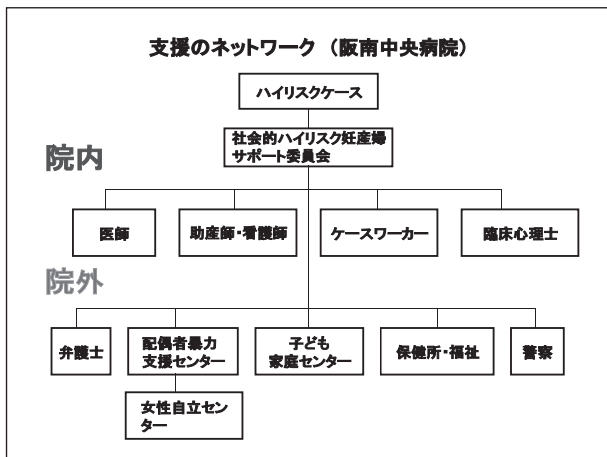 支援のネットワーク （阪南中央病院）
ハイリスクケース
社会的ハイリスク妊産婦
サポート委員会
院内
医師
助産師・看護師
ケースワーカー
臨床心理士
院外
弁護士
配偶者暴力
支援センター
子ども
家庭センター
保健所・福祉
警察
女性自立セン
ター